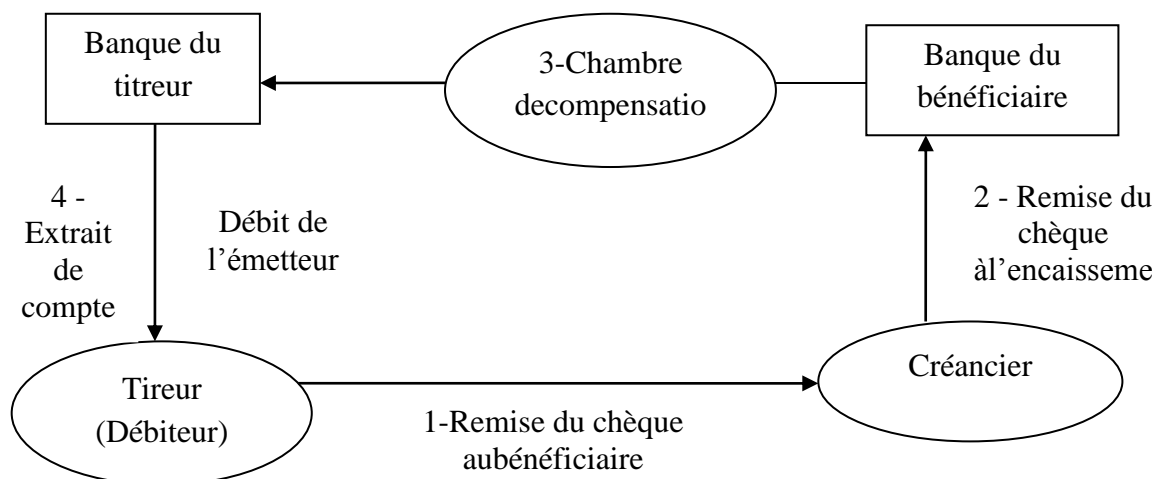 Banque du
titreur
3-Chambre
decompensatio
Banque du
bénéficiaire
4 -
Extrait
de
compte
Débit de
l’émetteur
2 - Remise du
chèque
àl’encaisseme
Tireur
(Débiteur)
1-Remise du chèque
aubénéficiaire
Créancier